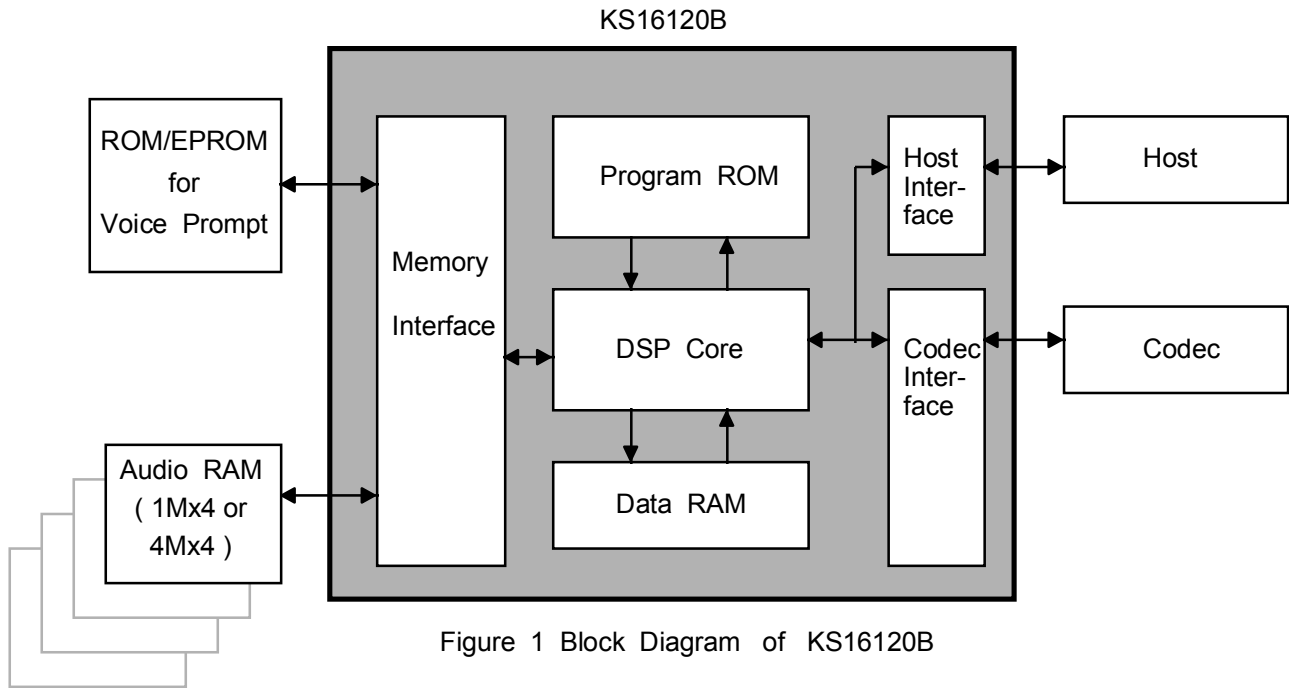 KS16120B
ROM/EPROM
for
Voice Prompt
Audio RAM
( 1Mx4 or
4Mx4 )
Memory
Interface
Program ROM
DSP Core
Data RAM
Host
Inter-
face
Codec
Inter-
face
Host
Codec
Figure 1 Block Diagram of KS16120B